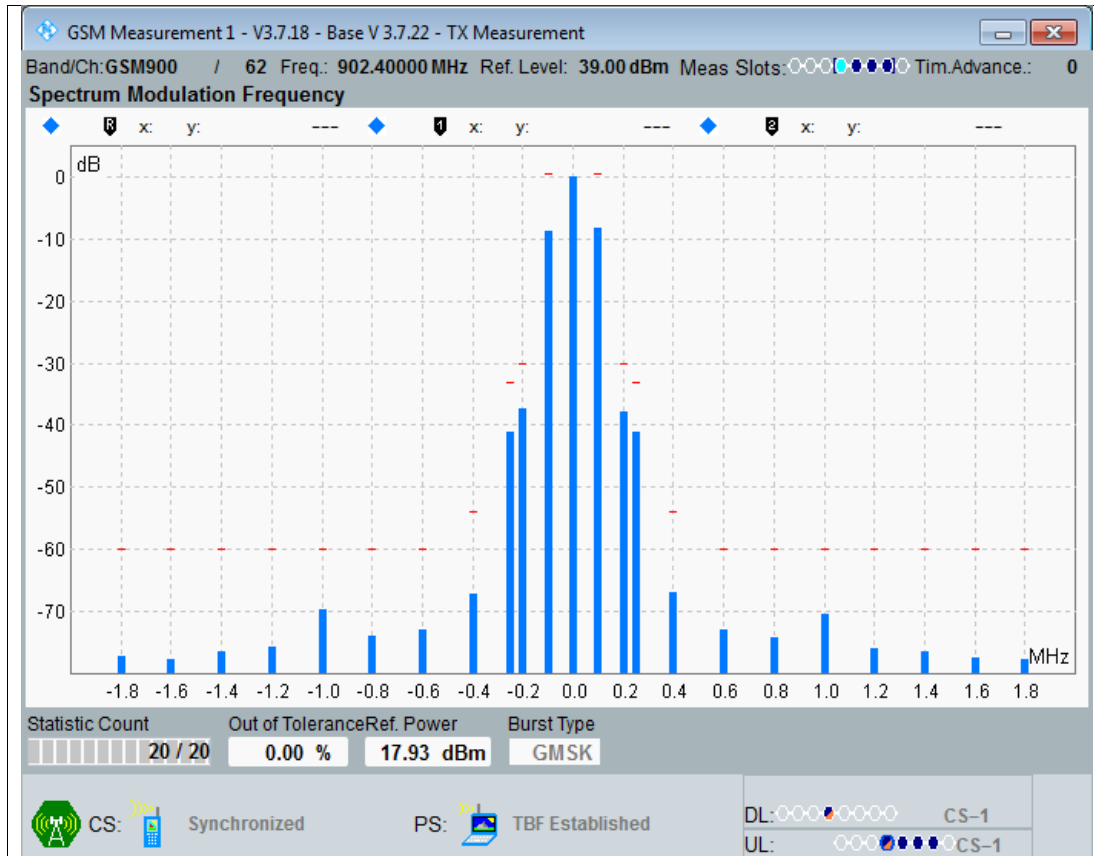 GSM Measurement 1 - V3.7.18 - Base V 3.7.22 - TX Measurement
Band/Ch:GSM900 / 62 Freq.: 902.40000 MHz Ref. Level: 39.00 dBm Meas Slots: Tim.Advance.: 0
Spectrum Modulation Frequency
R x: y: --- 1 x: y: --- 2 x: y: ---
dB
0
-10
-20
-30
-40
-50
-60
-70
MHz
-1.8 -1.6 -1.4 -1.2 -1.0 -0.8 -0.6 -0.4 -0.2 0.0 0.2 0.4 0.6 0.8 1.0 1.2 1.4 1.6 1.8
Statistic Count Out of Tolerance Ref. Power Burst Type
20 / 20 0.00 % 17.93 dBm GMSK
CS: Synchronized PS: TBF Established
DL: CS-1
UL: CS-1